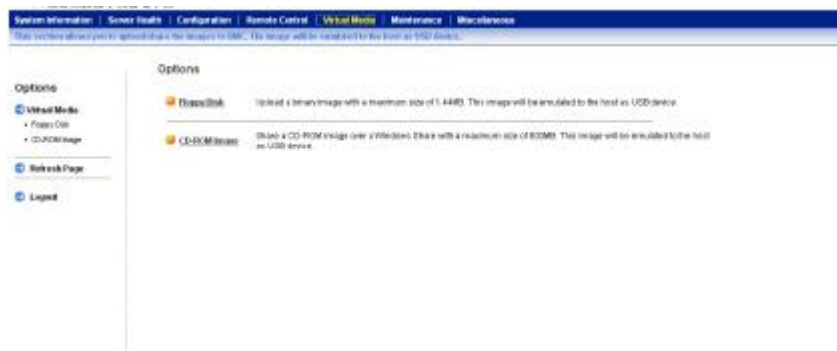 System Information | Server Health | Configuration | Remote Control | Virtual Media | Maintenance | Miscellaneous
This section allows you to upload/share the images to BMC. The image will be emulated to the host as USB device.
Options
Options
Virtual Media
• Floppy Disk
• CD-ROM Image
Refresh Page
Logout
Floppy Disk
Upload a binary image with a maximum size of 1.44MB. This image will be emulated to the host as USB device.
CD-ROM Image
Share a CD-ROM image over a Windows Share with a maximum size of 800MB. This image will be emulated to the host
as USB device.